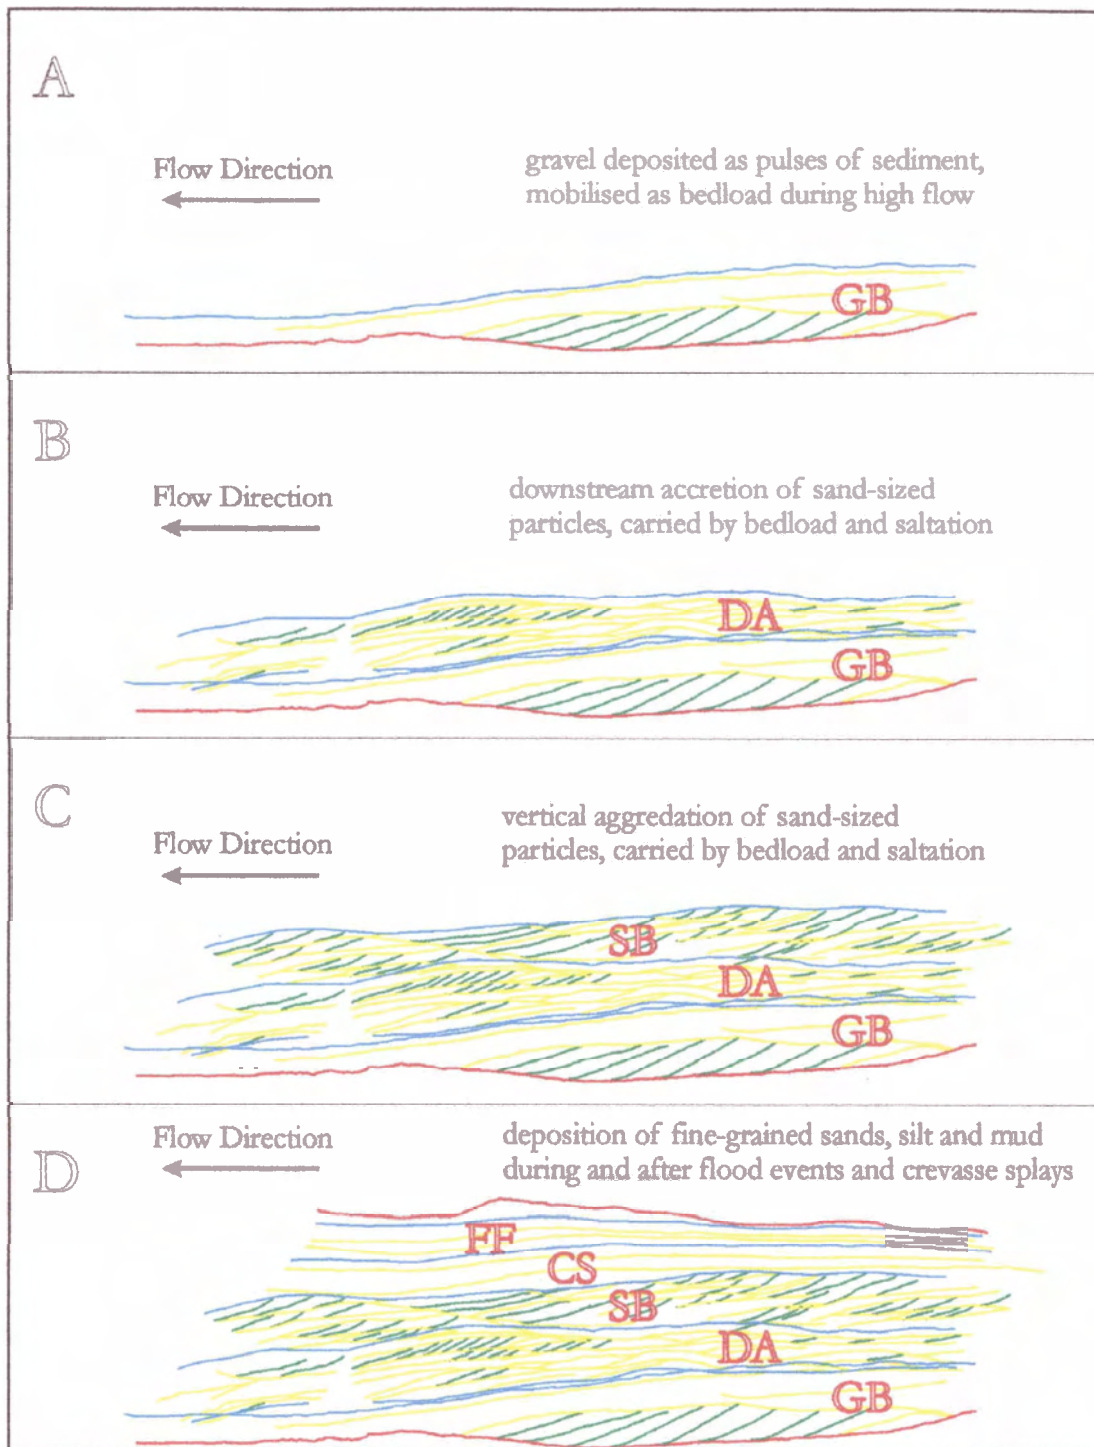 A
Flow Direction
gravel deposited as pulses of sediment,
mobilised as bedload during high flow
GB
B
Flow Direction
downstream accretion of sand-sized
particles, carried by bedload and saltation
DA
GB
C
Flow Direction
vertical aggredation of sand-sized
particles, carried by bedload and saltation
SB
DA
GB
D
Flow Direction
deposition of fine-grained sands, silt and mud
during and after flood events and crevasse splays
FF
CS
SB
DA
GB